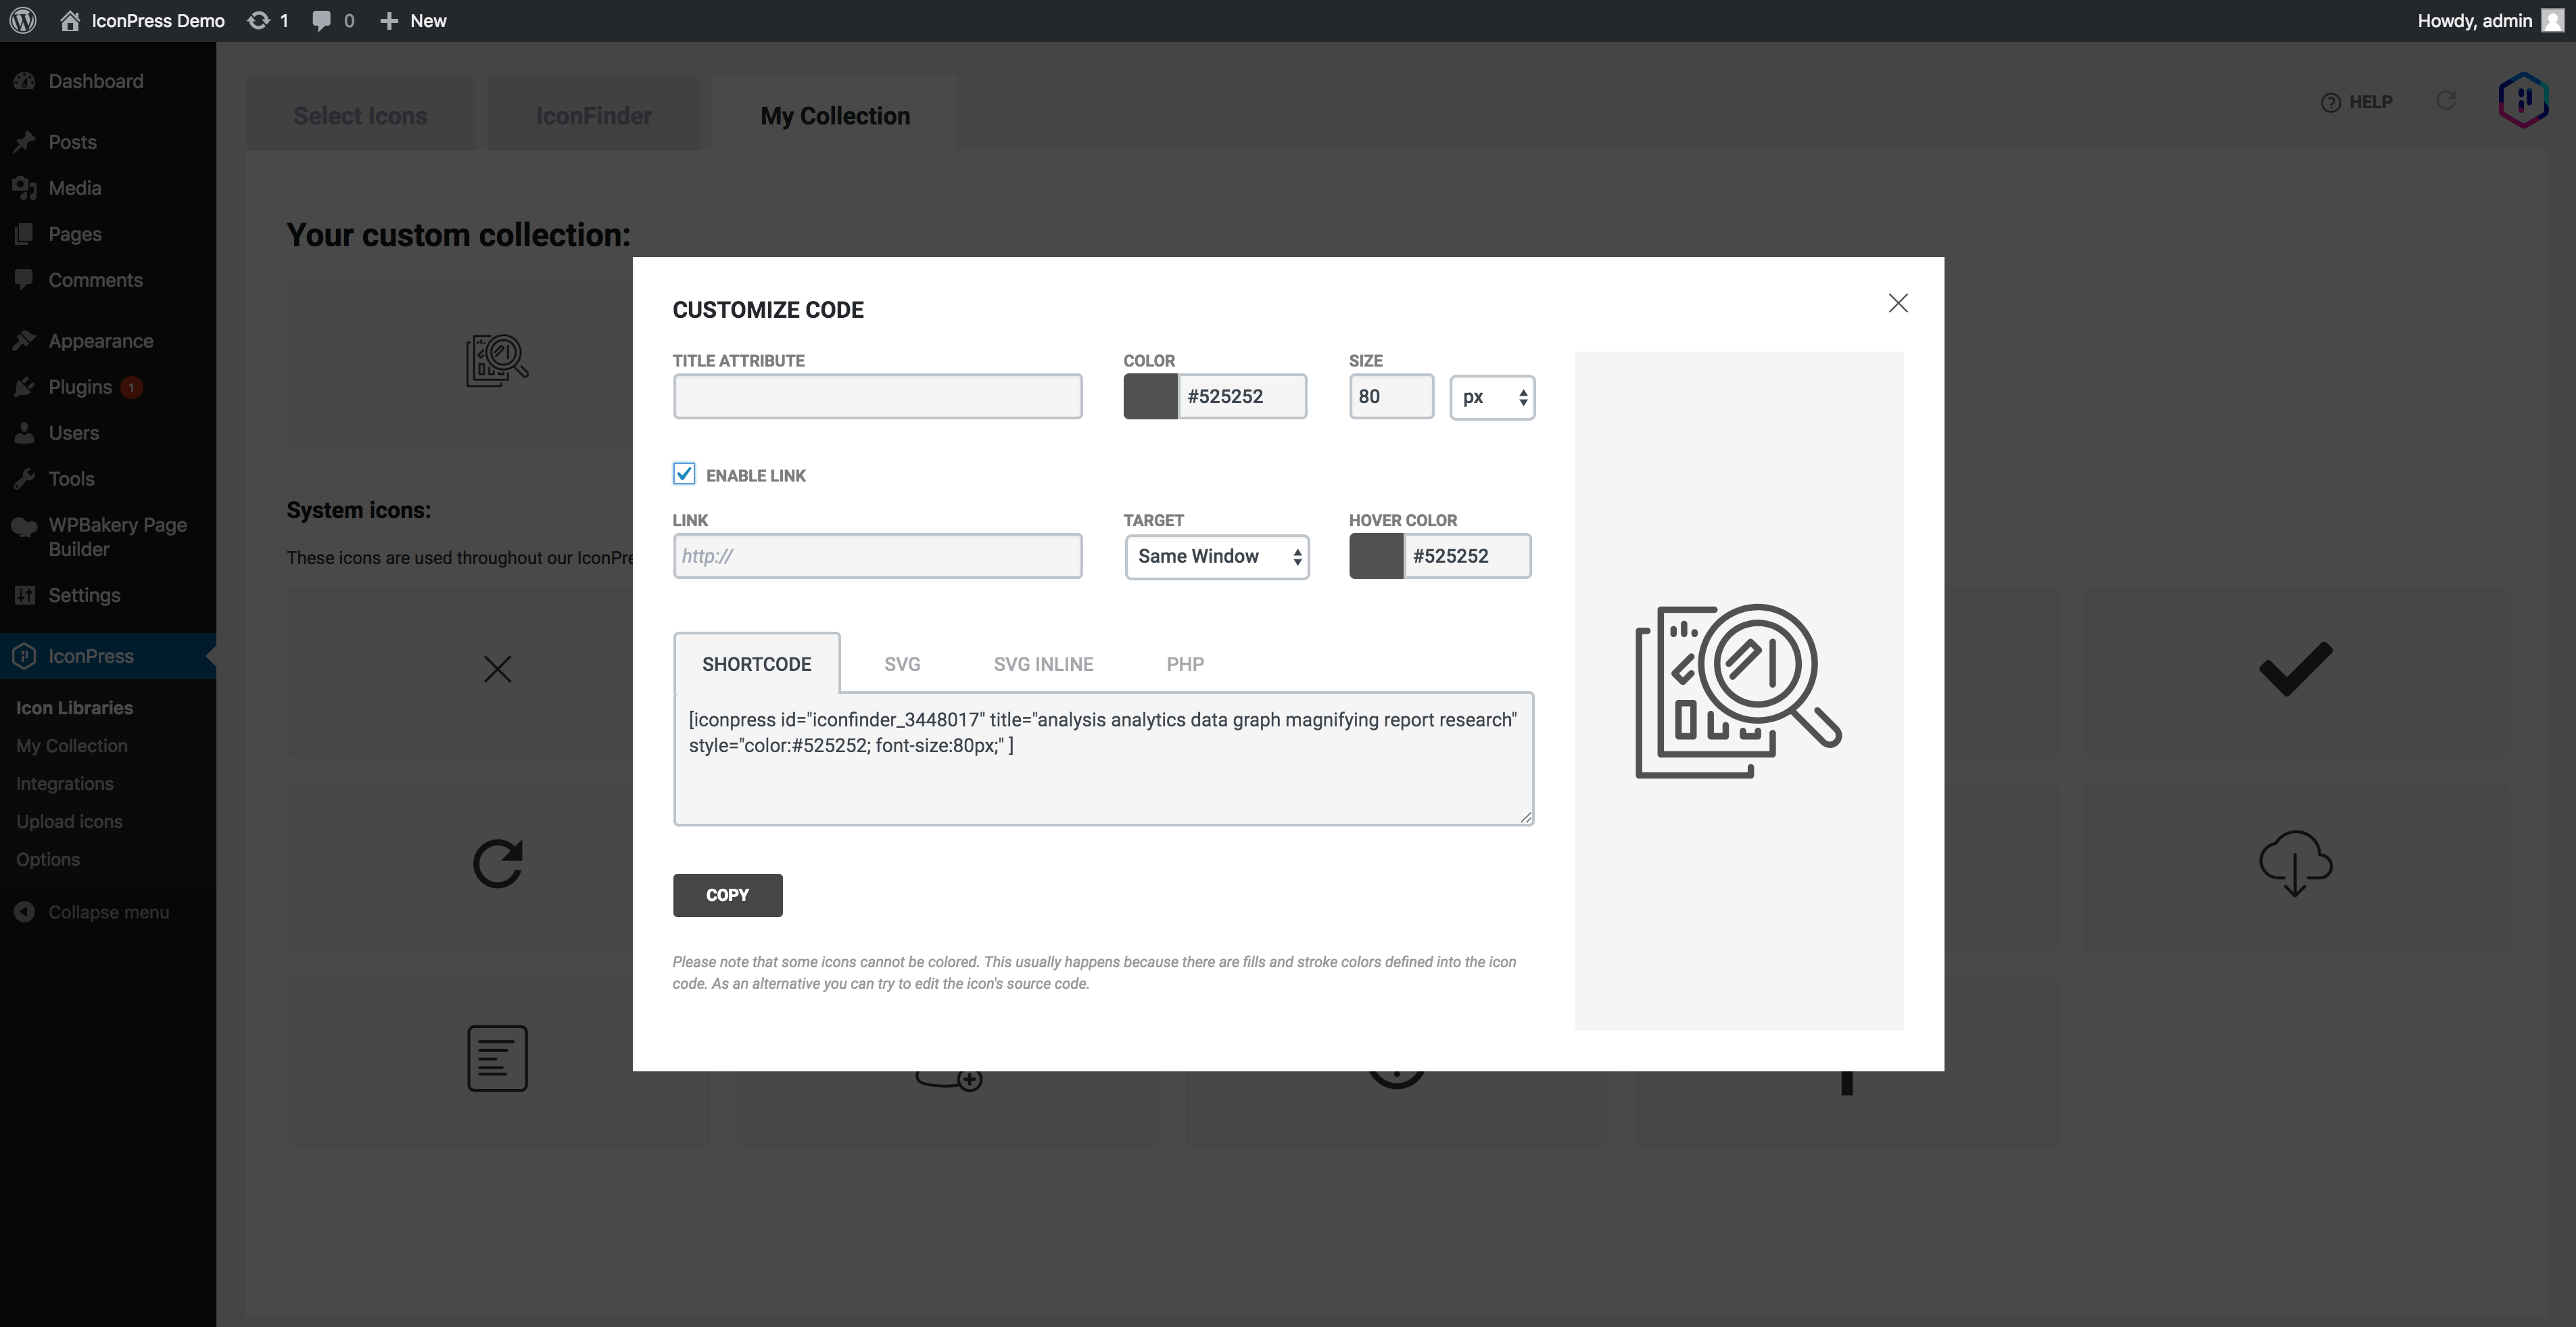 IconPress Demo 1 0 New
Howdy, admin
Dashboard
Posts
Media
Pages
Comments
Appearance
Plugins 1
Users
Tools
WPBakery Page
Builder
Settings
IconPress
Icon Libraries
My Collection
Integrations
Upload icons
Options
Collapse menu
Select Icons
IconFinder
My Collection
HELP
Your custom collection:
System icons:
These icons are used throughout our IconPre
CUSTOMIZE CODE
TITLE ATTRIBUTE
COLOR
SIZE
#525252
80
px
ENABLE LINK
LINK
TARGET
HOVER COLOR
http://
Same Window
#525252
SHORTCODE
SVG
SVG INLINE
PHP
[iconpress id="iconfinder_3448017" title="analysis analytics data graph magnifying report research"
style="color:#525252; font-size:80px;" ]
COPY
Please note that some icons cannot be colored. This usually happens because there are fills and stroke colors defined into the icon
code. As an alternative you can try to edit the icon's source code.